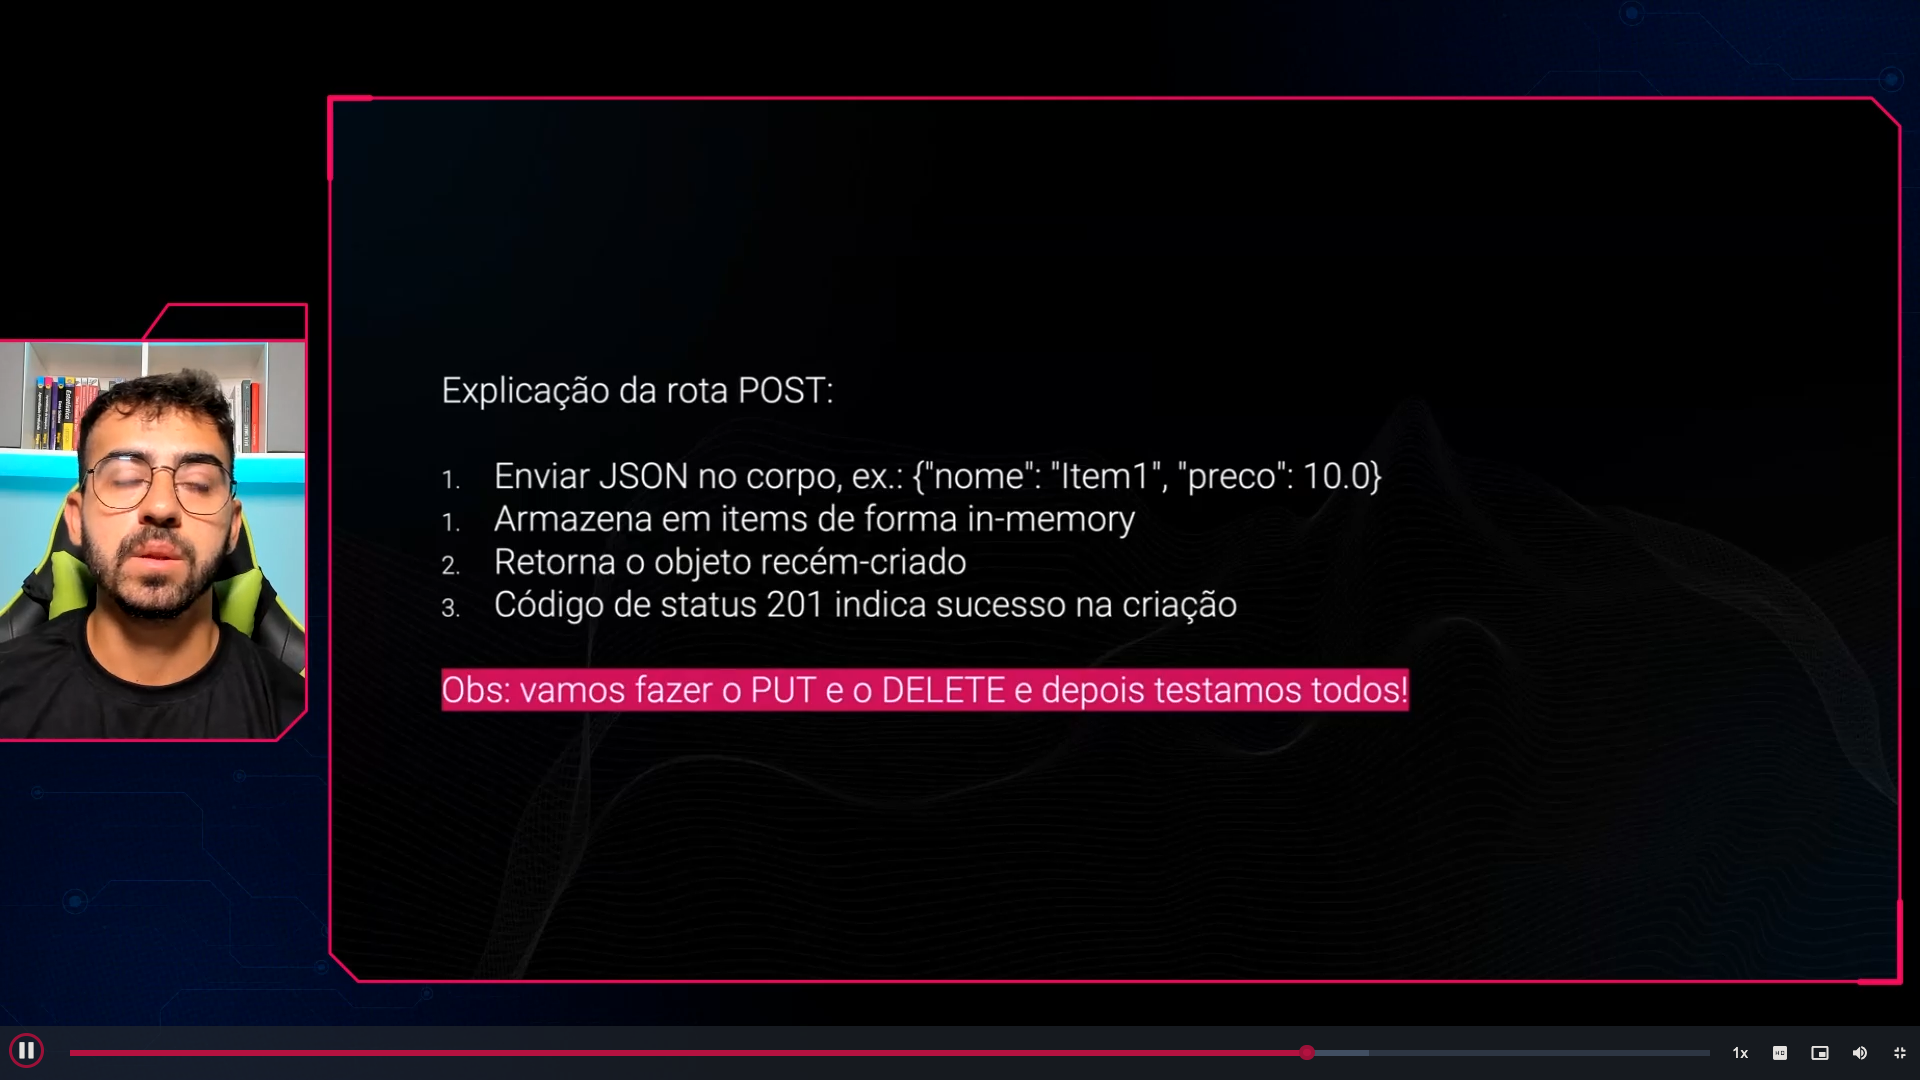 Explicação da rota POST:
1. Enviar JSON no corpo, ex.: {"nome": "Item1", "preco": 10.0}
1. Armazena em items de forma in-memory
2. Retorna o objeto recém-criado
3. Código de status 201 indica sucesso na criação
Obs: vamos fazer o PUT e o DELETE e depois testamos todos!
1x